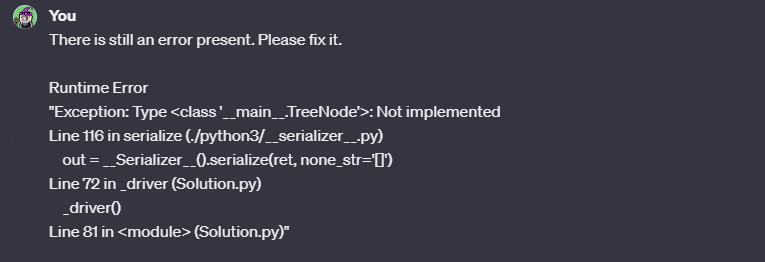 You
There is still an error present. Please fix it.
Runtime Error
"Exception: Type <class '__main__.TreeNode'>: Not implemented
Line 116 in serialize (./python3/__serializer__.py)
out = __Serializer__().serialize(ret, none_str='[]')
Line 72 in _driver (Solution.py)
_driver()
Line 81 in <module> (Solution.py)"